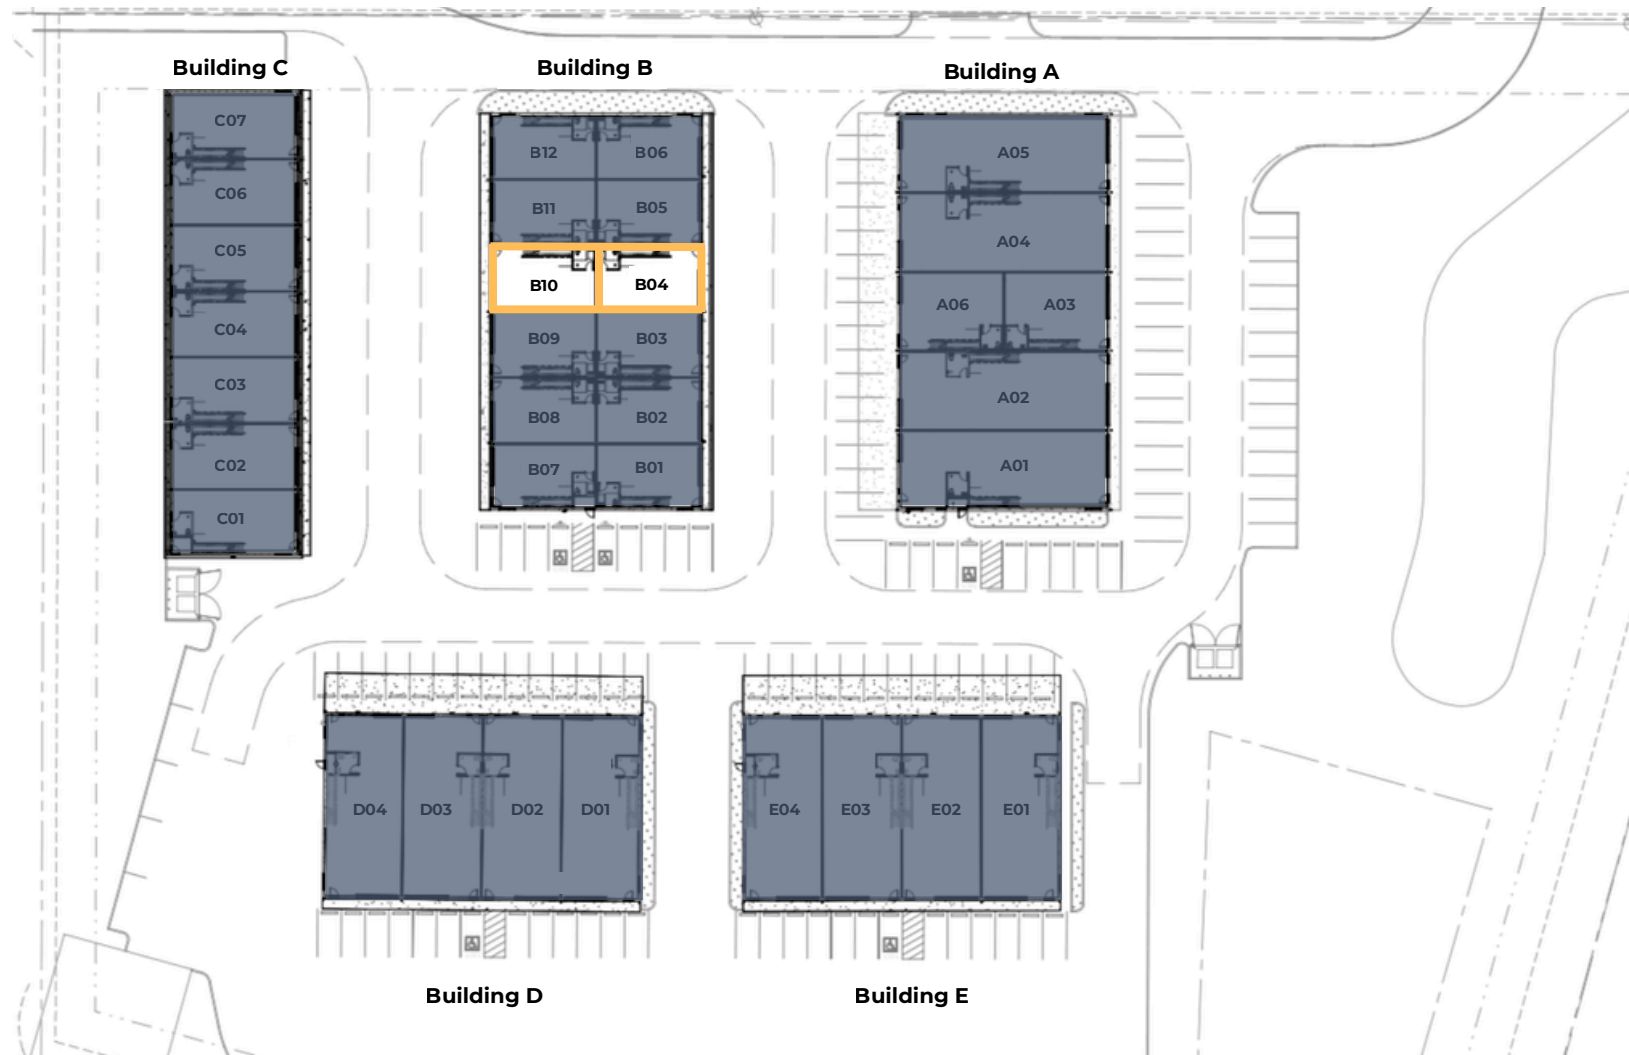 Building C
Building B
Building A
C07
C06
C05
C04
C03
C02
C01
B12 B06
B11 B05
B10 B04
B09 B03
B08 B02
B07 B01
A05
A04
A06 A03
A02
A01
D04 D03 D02 D01
E04 E03 E02 E01
Building D
Building E